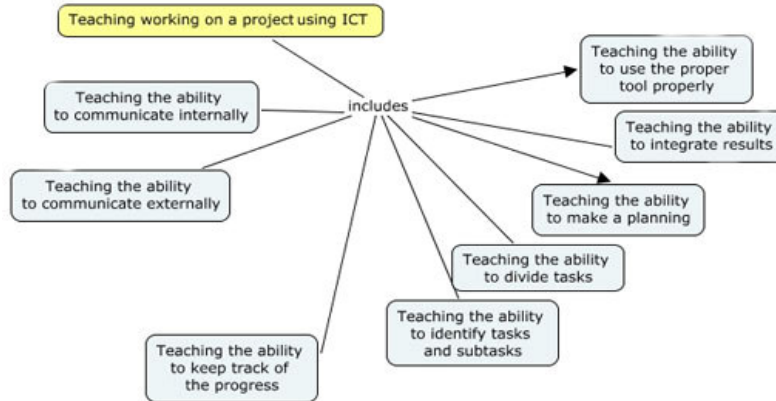 Teaching working on a project using ICT
includes
Teaching the ability
to use the proper
tool properly
Teaching the ability
to communicate internally
Teaching the ability
to integrate results
Teaching the ability
to communicate externally
Teaching the ability
to make a planning
Teaching the ability
to divide tasks
Teaching the ability
to identify tasks
and subtasks
Teaching the ability
to keep track of
the progress